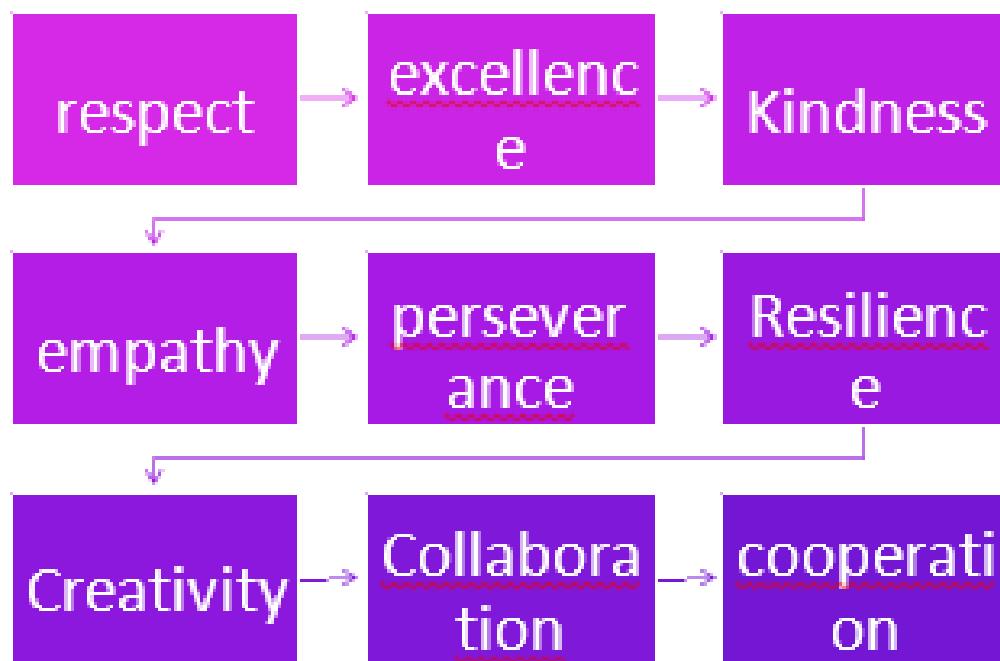 respect
excellenc
e
Kindness
empathy
persever
ance
Resilienc
e
Creativity
Collabora
tion
cooperati
on